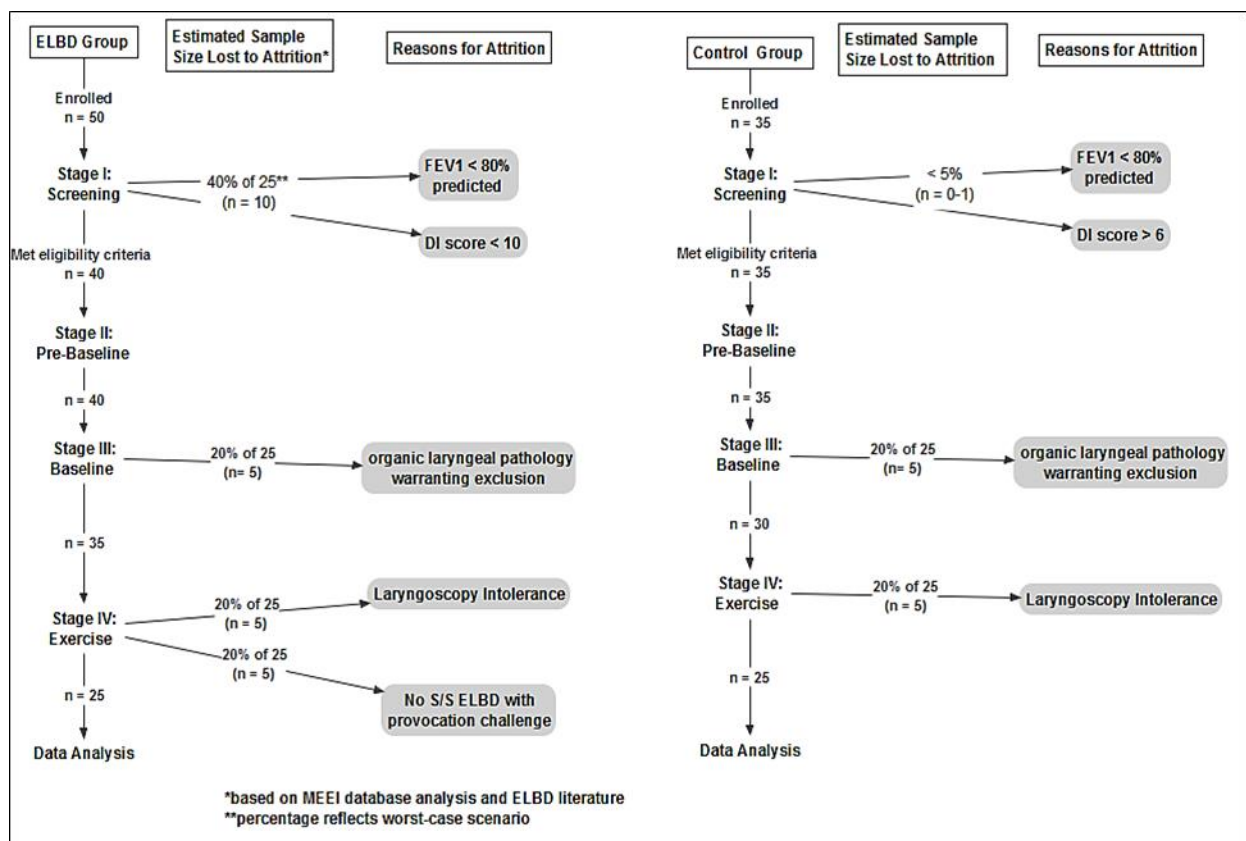 ELBD Group
Estimated Sample
Size Lost to Attrition*
Reasons for Attrition
Enrolled
n = 50
Stage I:
Screening
40% of 25**
(n = 10)
FEV1 < 80%
predicted
DI score < 10
Met eligibility criteria
n = 40
Stage II:
Pre-Baseline
n = 40
Stage III:
Baseline
20% of 25
(n= 5)
organic laryngeal pathology
warranting exclusion
n = 35
Stage IV:
Exercise
20% of 25
(n = 5)
Laryngoscopy Intolerance
20% of 25
(n = 5)
No S/S ELBD with
provocation challenge
n = 25
Data Analysis
Control Group
Estimated Sample
Size Lost to Attrition
Reasons for Attrition
Enrolled
n = 35
Stage I:
Screening
< 5%
(n = 0-1)
FEV1 < 80%
predicted
DI score > 6
Met eligibility criteria
n = 35
Stage II:
Pre-Baseline
n = 35
Stage III:
Baseline
20% of 25
(n= 5)
organic laryngeal pathology
warranting exclusion
n = 30
Stage IV:
Exercise
20% of 25
(n = 5)
Laryngoscopy Intolerance
n = 25
Data Analysis
*based on MEEI database analysis and ELBD literature
**percentage reflects worst-case scenario